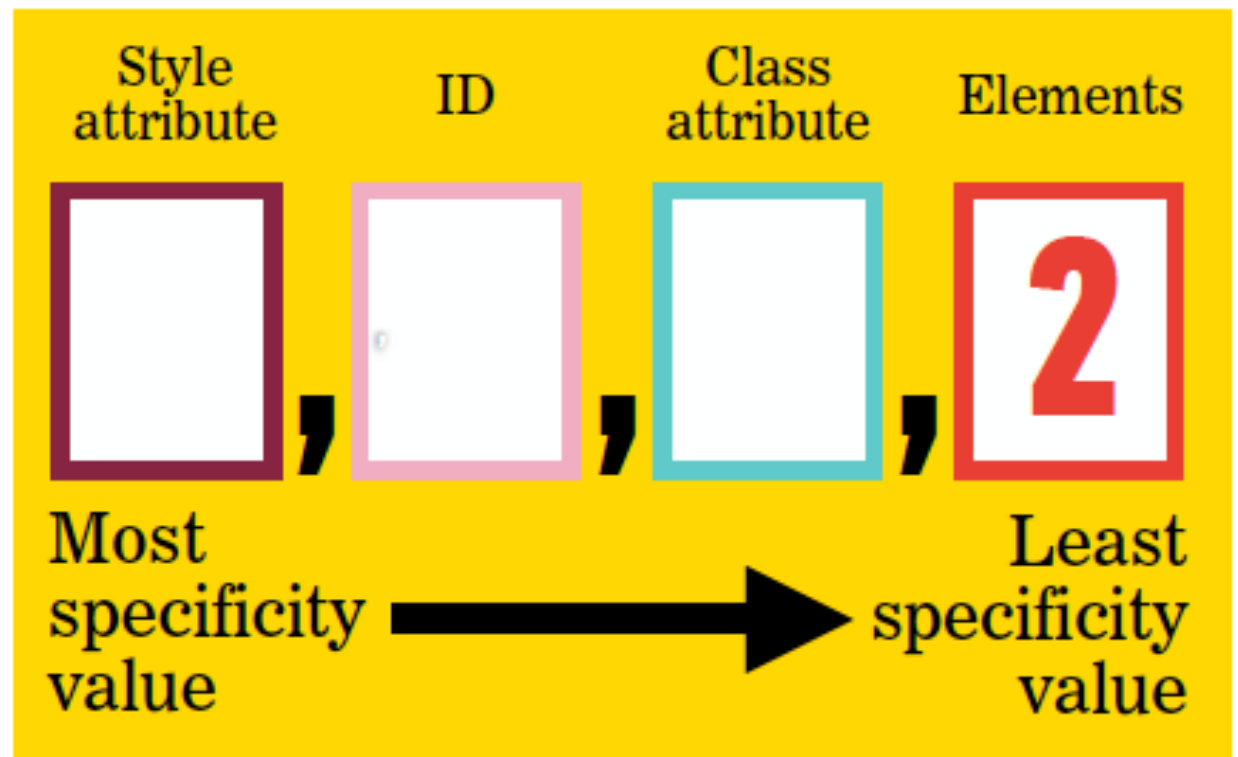 Style
attribute
ID
Class
attribute
Elements
, , , 2
Most
specificity
value
Least
specificity
value